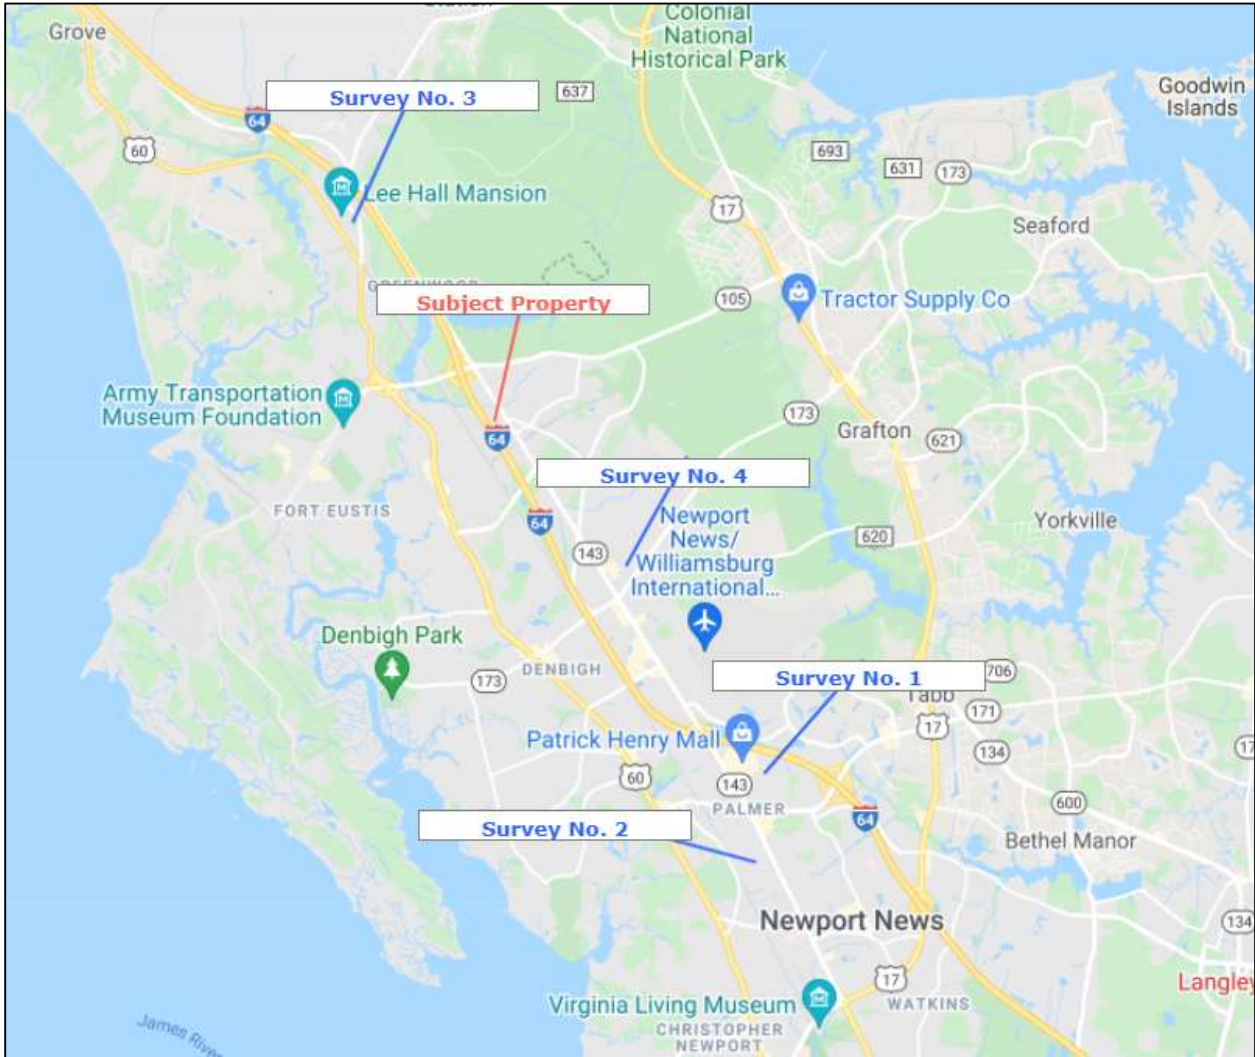 Station
Colonial
National
Historical Park
Grove
Goodwin
Islands
Survey No. 3
637
64
60
693
631
173
Lee Hall Mansion
17
Seaford
GREENWOOD
Subject Property
105
Tractor Supply Co
Army Transportation
Museum Foundation
173
64
Grafton
621
Survey No. 4
FORT EUSTIS
64
Newport
News/
Williamsburg
International...
143
620
Yorkville
Denbigh Park
173
DENBIGH
Survey No. 1
706
Tabb
171
17
Patrick Henry Mall
134
17
60
143
PALMER
64
600
Survey No. 2
Bethel Manor
Newport News
134
17
Langley
Virginia Living Museum
WATKINS
James River
CHRISTOPHER
NEWPORT